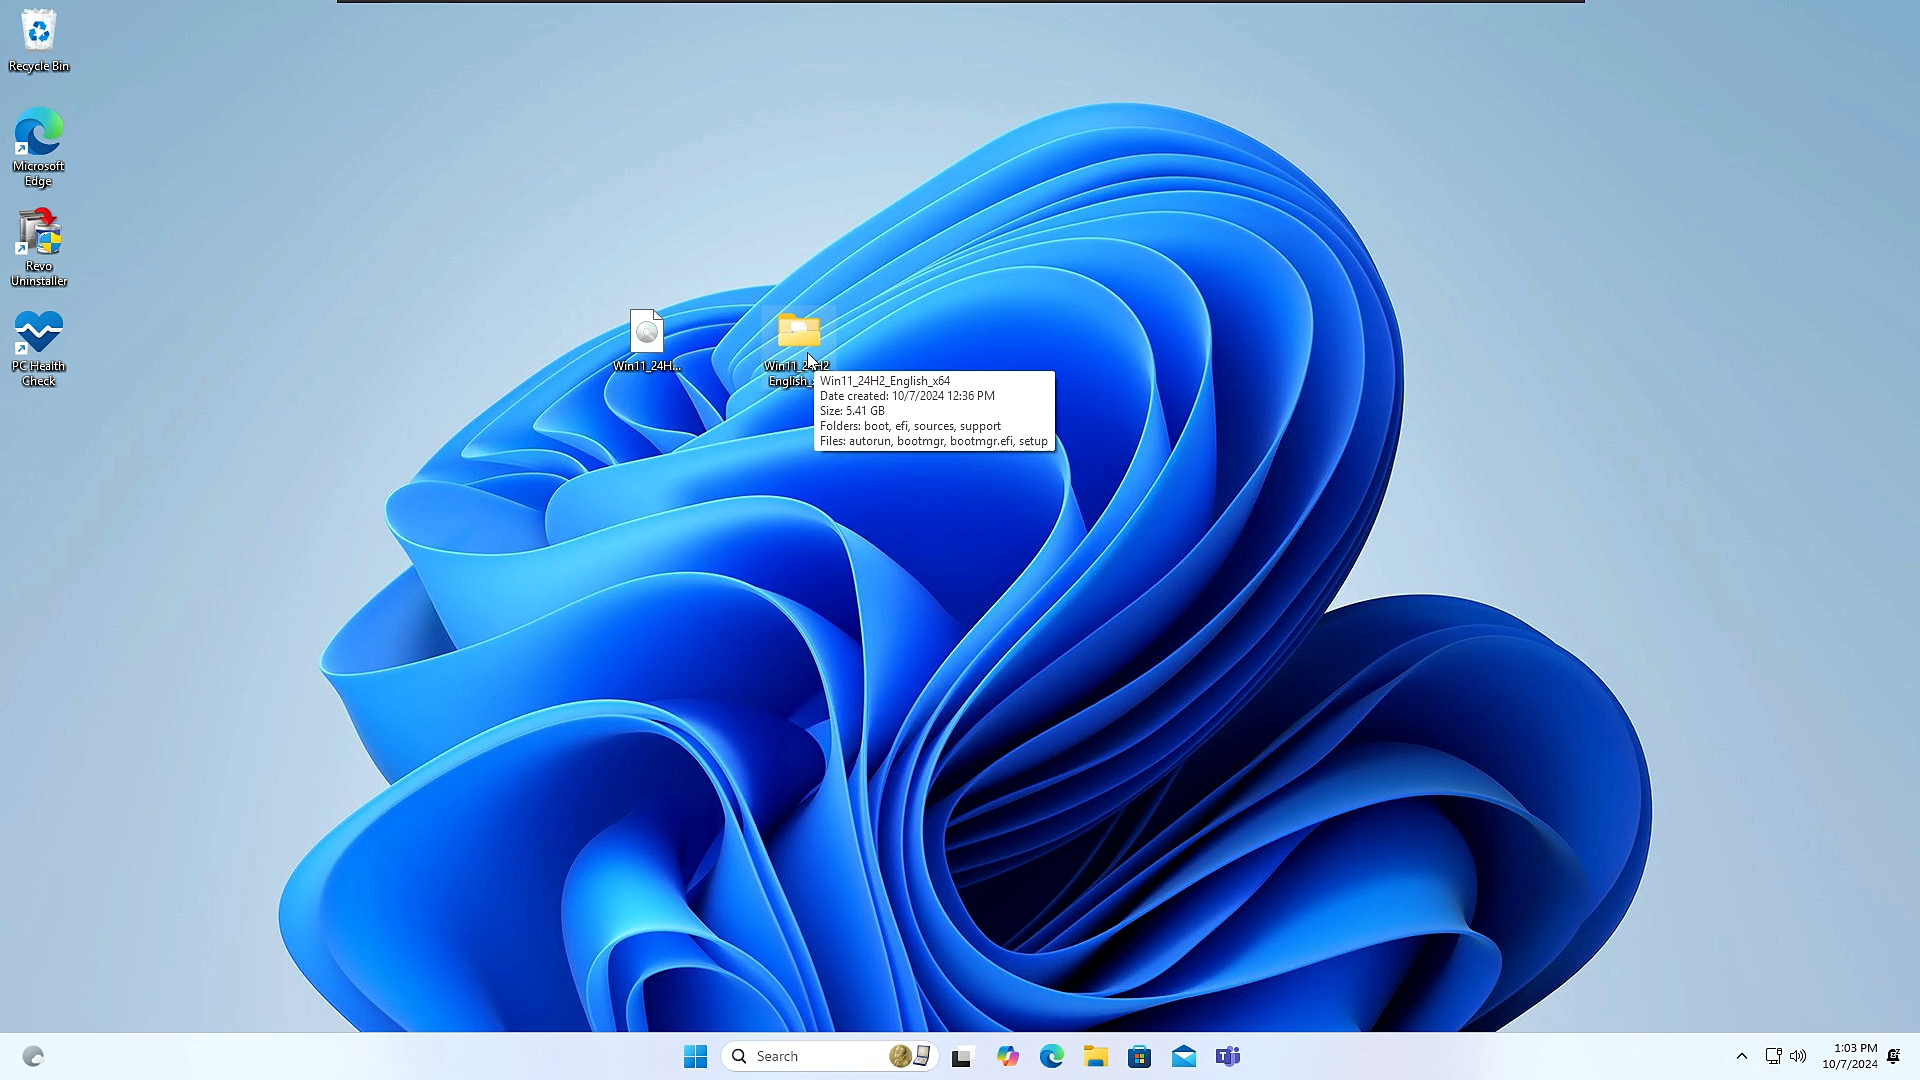 Recycle Bin
Microsoft
Edge
Revo
Uninstaller
PC Health
Check
Win11_24H...
Win11_24H2
English_
Win11_24H2_English_x64
Date created: 10/7/2024 12:36 PM
Size: 5.41 GB
Folders: boot, efi, sources, support
Files: autorun, bootmgr, bootmgr.efi, setup
Search
1:03 PM
10/7/2024